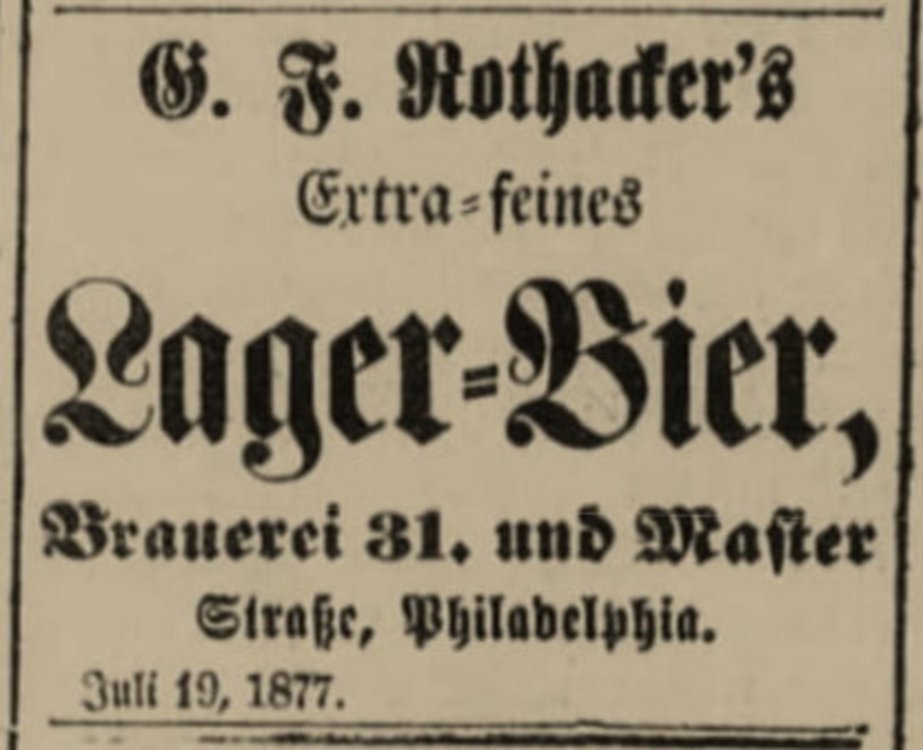 G. F. Rothacker's
Extra-feines
Lager-Bier,
Brauerei 31. und Master
Straße, Philadelphia.
Juli 19, 1877.